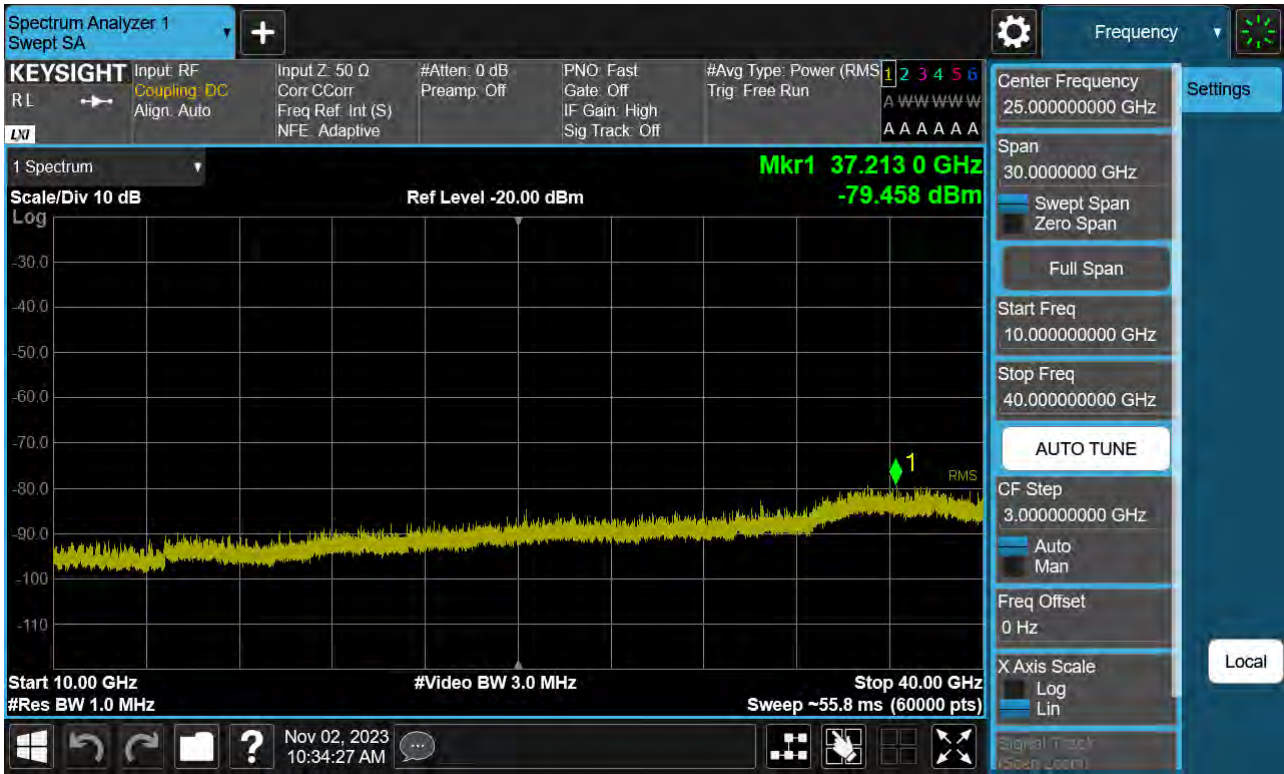 Spectrum Analyzer 1
Swept SA
Frequency
KEYSIGHT
R L
LXI
Input: RF
Coupling: DC
Align: Auto
Input Z: 50 Ω
Corr CCorr
Freq Ref: Int (S)
NFE: Adaptive
#Atten: 0 dB
Preamp: Off
PNO: Fast
Gate: Off
IF Gain: High
Sig Track: Off
#Avg Type: Power (RMS
Trig: Free Run
1 2 3 4 5 6
A W W W W W
A A A A A A
1 Spectrum
Mkr1 37.213 0 GHz
-79.458 dBm
Scale/Div 10 dB
Ref Level -20.00 dBm
Log
-30.0
-40.0
-50.0
-60.0
-70.0
-80.0
-90.0
-100
-110
1
RMS
Start 10.00 GHz
#Video BW 3.0 MHz
Stop 40.00 GHz
#Res BW 1.0 MHz
Sweep ~55.8 ms (60000 pts)
Settings
Center Frequency
25.000000000 GHz
Span
30.0000000 GHz
Swept Span
Zero Span
Full Span
Start Freq
10.000000000 GHz
Stop Freq
40.000000000 GHz
AUTO TUNE
CF Step
3.000000000 GHz
Auto
Man
Freq Offset
0 Hz
X Axis Scale
Log
Lin
Signal Track
(Span Zoom)
Local
Nov 02, 2023
10:34:27 AM